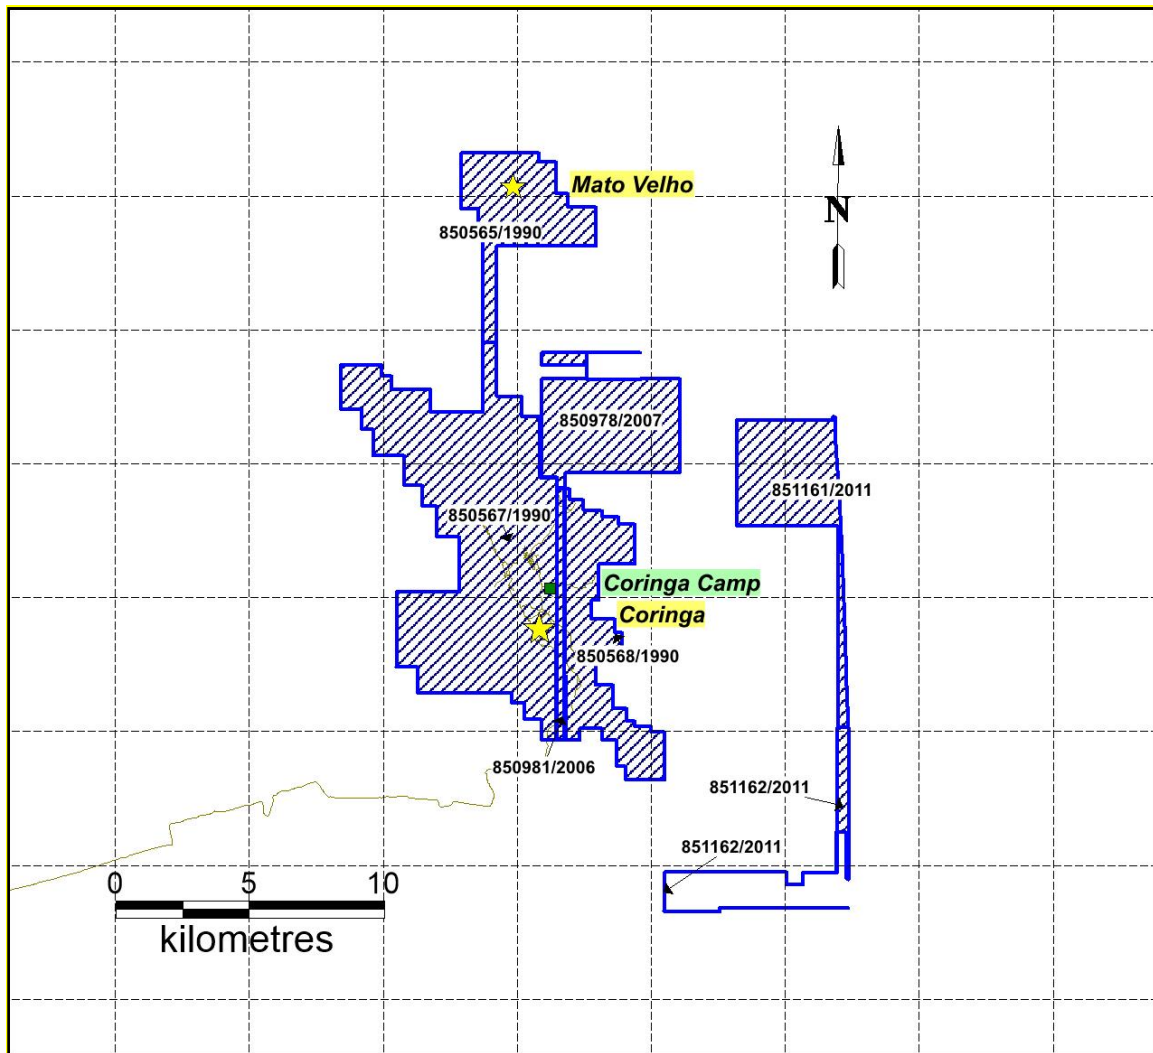 Mato Velho
N
850565/1990
850978/2007
851161/2011
850567/1990
Coringa Camp
Coringa
850568/1990
850981/2006
851162/2011
851162/2011
0 5 10
kilometres